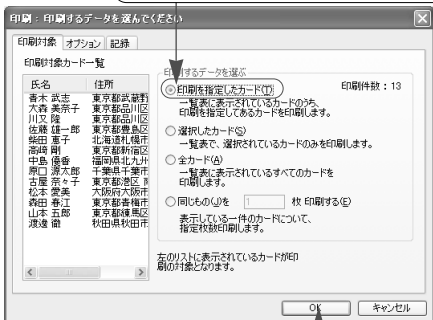 印刷：印刷するデータを選んでください
印刷対象 オプション 記録
印刷対象カード一覧
氏名 住所
青木 武志 東京都武蔵野
大森 美奈子 東京都品川区
川又 隆 東京都品川区
佐藤 雄一郎 東京都豊島区
柴田 恵子 北海道札幌市
高崎 剛 東京都新宿区
中島 優香 福岡県北九州
原口 源太郎 千葉県千葉市
古屋 奈々子 東京都港区
松本 愛美 大阪府大阪市
森田 春江 東京都青梅市
山本 五郎 東京都練馬区
渡辺 徹 秋田県秋田市
印刷するデータを選ぶ
印刷を指定したカード(T)
印刷件数：13
一覧表に表示されているカードのうち、
印刷を指定してあるカードを印刷します。
選択したカード(S)
一覧表で、選択されているカードのみを印刷します。
全カード(A)
一覧表に表示されているすべてのカードを
印刷します。
同じもの(J)を 1 枚 印刷する(E)
表示している一件のカードについて、
指定枚数印刷します。
左のリストに表示されているカードが印
刷の対象となります。
OK キャンセル